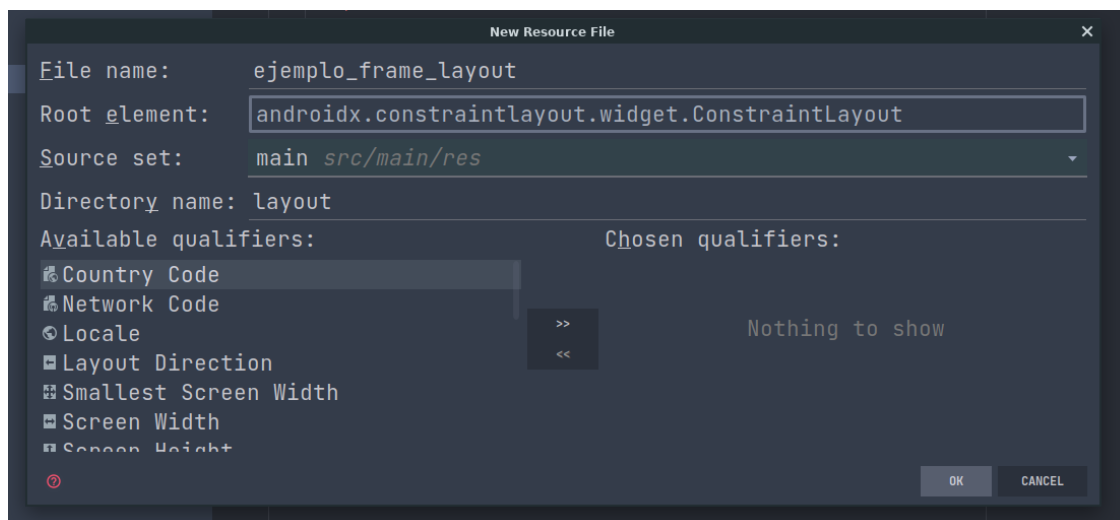 New Resource File
File name: ejemplo_frame_layout
Root element: androidx.constraintlayout.widget.ConstraintLayout
Source set: main src/main/res
Directory name: layout
Available qualifiers: Chosen qualifiers:
Country Code
Network Code
Locale
Layout Direction
Smallest Screen Width
Screen Width
Screen Height
>>
<<
Nothing to show
OK CANCEL